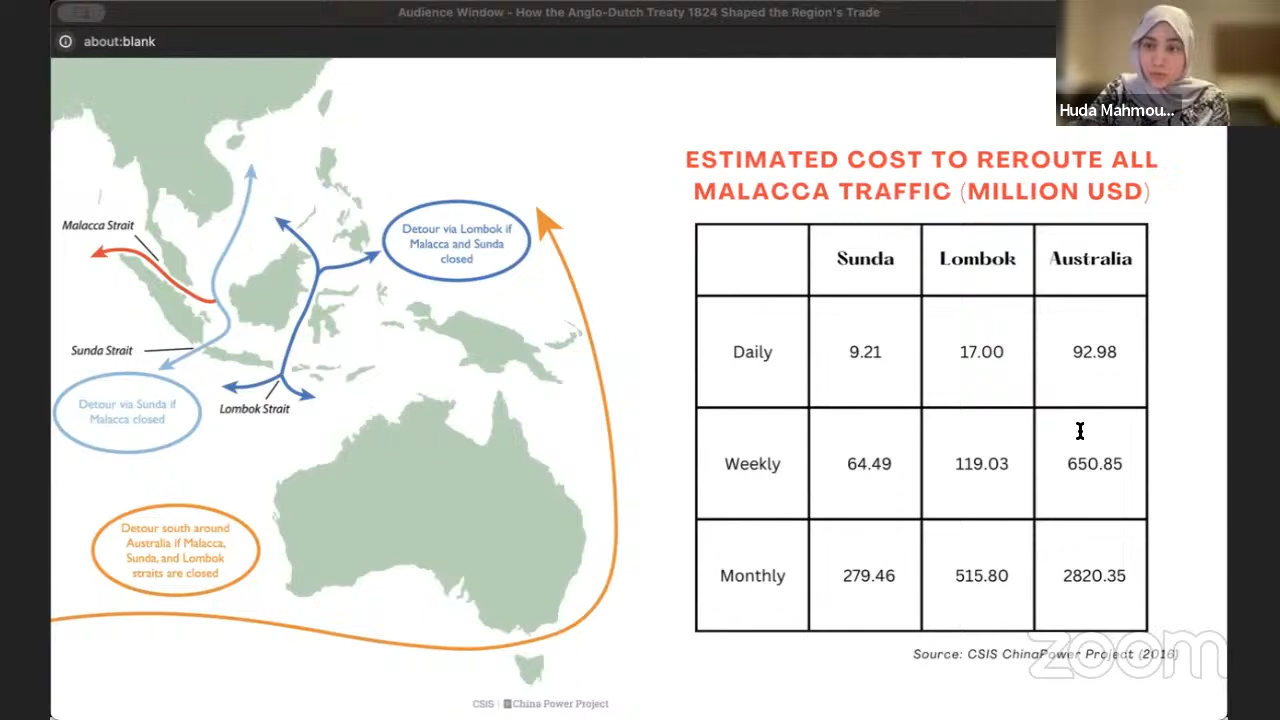 Audience Window - How the Anglo-Dutch Treaty 1824 Shaped the Region's Trade
about:blank
Huda Mahmou...
ESTIMATED COST TO REROUTE ALL
MALACCA TRAFFIC (MILLION USD)
Malacca Strait
Detour via Lombok if
Malacca and Sunda
closed
Sunda Strait
Detour via Sunda if
Malacca closed
Lombok Strait
Detour south around
Australia if Malacca,
Sunda, and Lombok
straits are closed
Sunda Lombok Australia
Daily 9.21 17.00 92.98
Weekly 64.49 119.03 650.85
Monthly 279.46 515.80 2820.35
Source: CSIS ChinaPower Project (2016)
zoom
CSIS | China Power Project